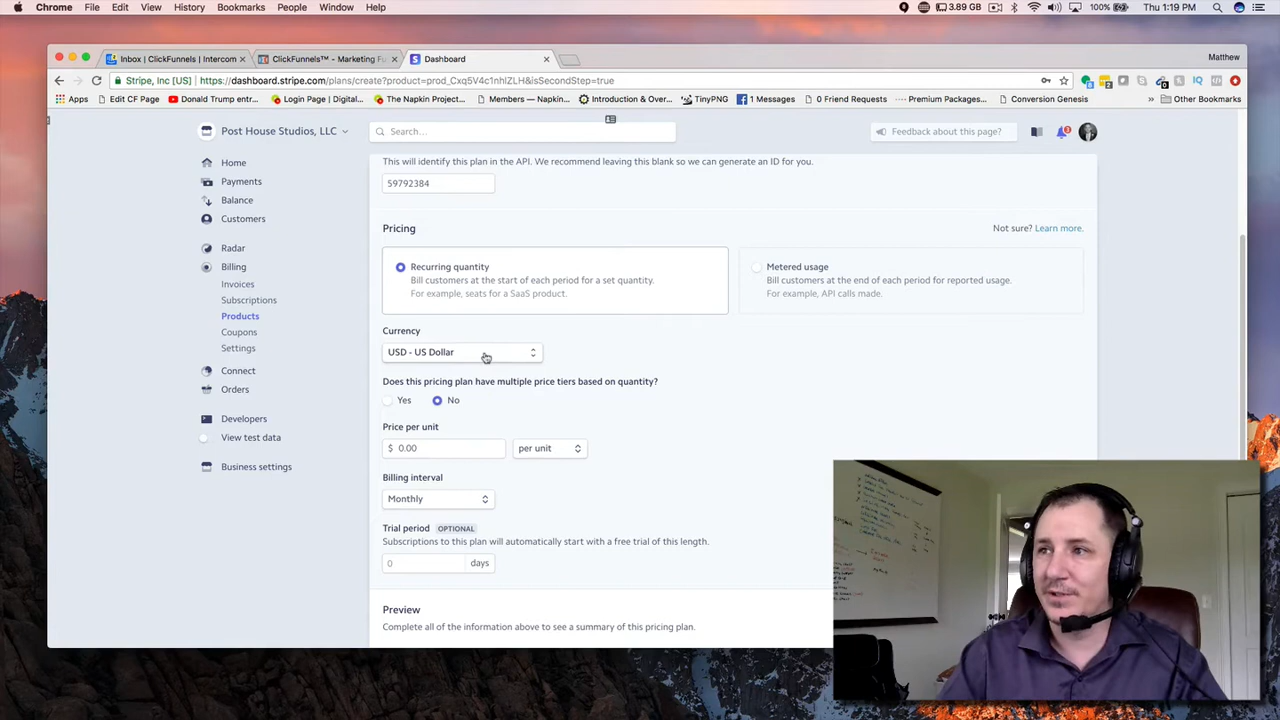 Chrome File Edit View History Bookmarks People Window Help 3.89 GB 100% Thu 1:19 PM
Inbox | ClickFunnels | Intercom ClickFunnels™ - Marketing Fu Dashboard Matthew
Stripe, Inc [US] https://dashboard.stripe.com/plans/create?product=prod_Cxq5V4c1nhIZLH&isSecondStep=true
Apps Edit CF Page Donald Trump entr... Login Page | Digital... The Napkin Project... Members — Napkin... Introduction & Over... TinyPNG 1 Messages 0 Friend Requests Premium Packages... Conversion Genesis » Other Bookmarks
Post House Studios, LLC Search... Feedback about this page?
Home
Payments
Balance
Customers
Radar
Billing
Invoices
Subscriptions
Products
Coupons
Settings
Connect
Orders
Developers
View test data
Business settings
This will identify this plan in the API. We recommend leaving this blank so we can generate an ID for you.
59792384
Pricing Not sure? Learn more.
Recurring quantity
Bill customers at the start of each period for a set quantity.
For example, seats for a SaaS product.
Metered usage
Bill customers at the end of each period for reported usage.
For example, API calls made.
Currency
USD - US Dollar
Does this pricing plan have multiple price tiers based on quantity?
Yes No
Price per unit
$ 0.00 per unit
Billing interval
Monthly
Trial period OPTIONAL
Subscriptions to this plan will automatically start with a free trial of this length.
0 days
Preview
Complete all of the information above to see a summary of this pricing plan.